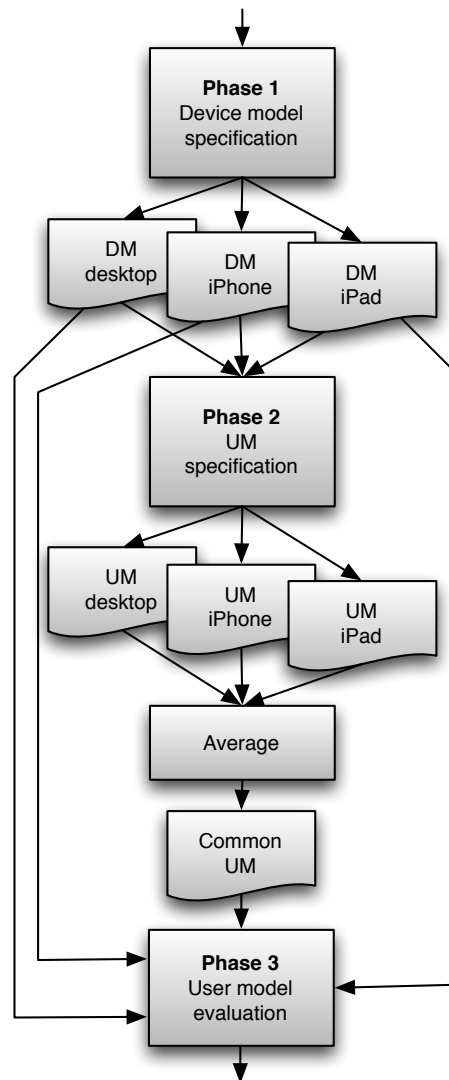 Phase 1
Device model
specification
DM
desktop
DM
iPhone
DM
iPad
Phase 2
UM
specification
UM
desktop
UM
iPhone
UM
iPad
Average
Common
UM
Phase 3
User model
evaluation